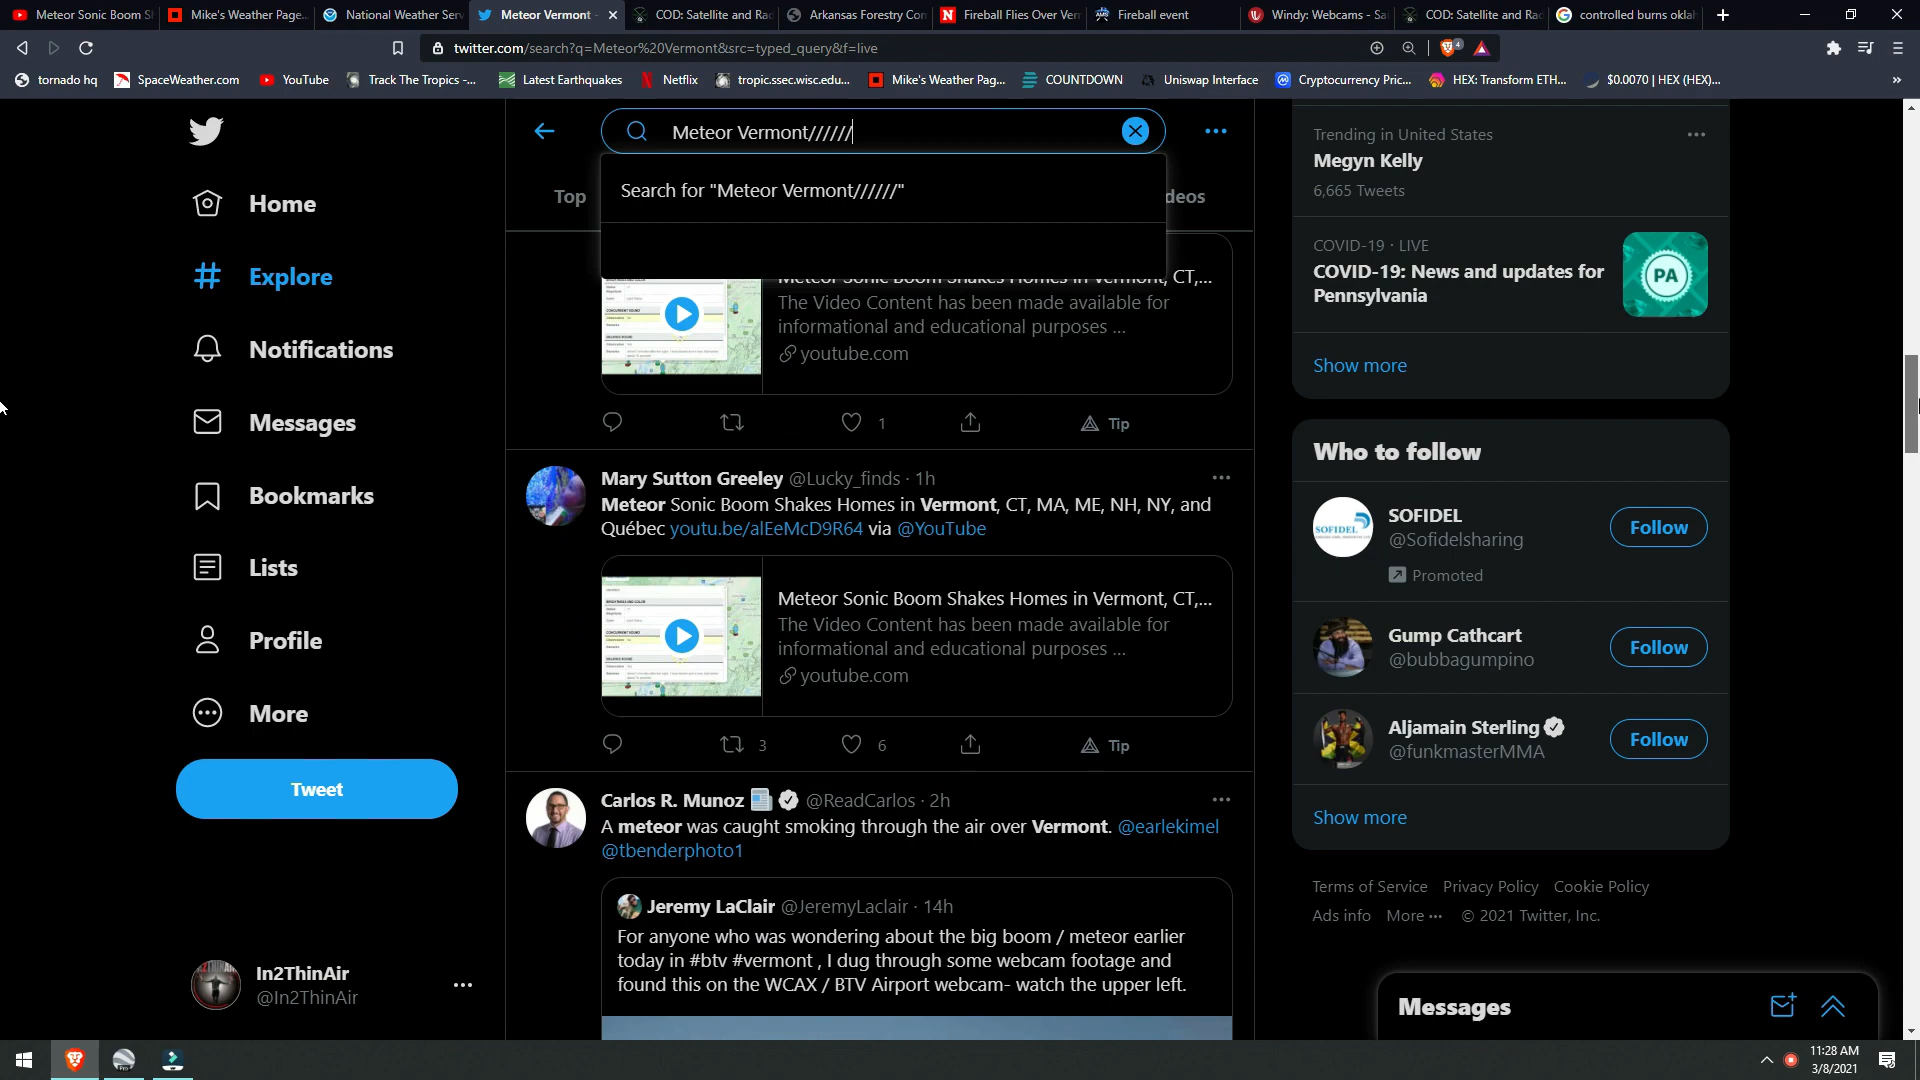 Meteor Sonic Boom S
Mike's Weather Page
National Weather Serv
Meteor Vermont -
COD: Satellite and Rad
Arkansas Forestry Con
Fireball Flies Over Ver
Fireball event
Windy: Webcams - Sa
COD: Satellite and Rad
controlled burns oklah
twitter.com/search?q=Meteor%20Vermont&src=typed_query&f=live
4
tornado hq
SpaceWeather.com
YouTube
Track The Tropics -...
Latest Earthquakes
Netflix
tropic.ssec.wisc.edu...
Mike's Weather Pag...
COUNTDOWN
Uniswap Interface
Cryptocurrency Pric...
HEX: Transform ETH...
$0.0070 | HEX (HEX)...
Home
Explore
Notifications
Messages
Bookmarks
Lists
Profile
More
Tweet
In2ThinAir
@In2ThinAir
Meteor Vermont//////
Search for "Meteor Vermont//////"
Top
deos
Meteor Sonic Boom Shakes Homes in Vermont, CT,...
The Video Content has been made available for
informational and educational purposes ...
youtube.com
1
Tip
Mary Sutton Greeley @Lucky_finds · 1h
Meteor Sonic Boom Shakes Homes in Vermont, CT, MA, ME, NH, NY, and
Québec youtu.be/alEeMcD9R64 via @YouTube
Meteor Sonic Boom Shakes Homes in Vermont, CT,...
The Video Content has been made available for
informational and educational purposes ...
youtube.com
3
6
Tip
Carlos R. Munoz @ReadCarlos · 2h
A meteor was caught smoking through the air over Vermont. @earlekimel
@tbenderphoto1
Jeremy LaClair @JeremyLaclair · 14h
For anyone who was wondering about the big boom / meteor earlier
today in #btv #vermont , I dug through some webcam footage and
found this on the WCAX / BTV Airport webcam- watch the upper left.
Trending in United States
Megyn Kelly
6,665 Tweets
COVID-19 · LIVE
COVID-19: News and updates for
Pennsylvania
PA
Show more
Who to follow
SOFIDEL
SOFIDEL
@Sofidelsharing
Promoted
Follow
Gump Cathcart
@bubbagumpino
Follow
Aljamain Sterling
@funkmasterMMA
Follow
Show more
Terms of Service Privacy Policy Cookie Policy
Ads info More ··· © 2021 Twitter, Inc.
Messages
11:28 AM
3/8/2021